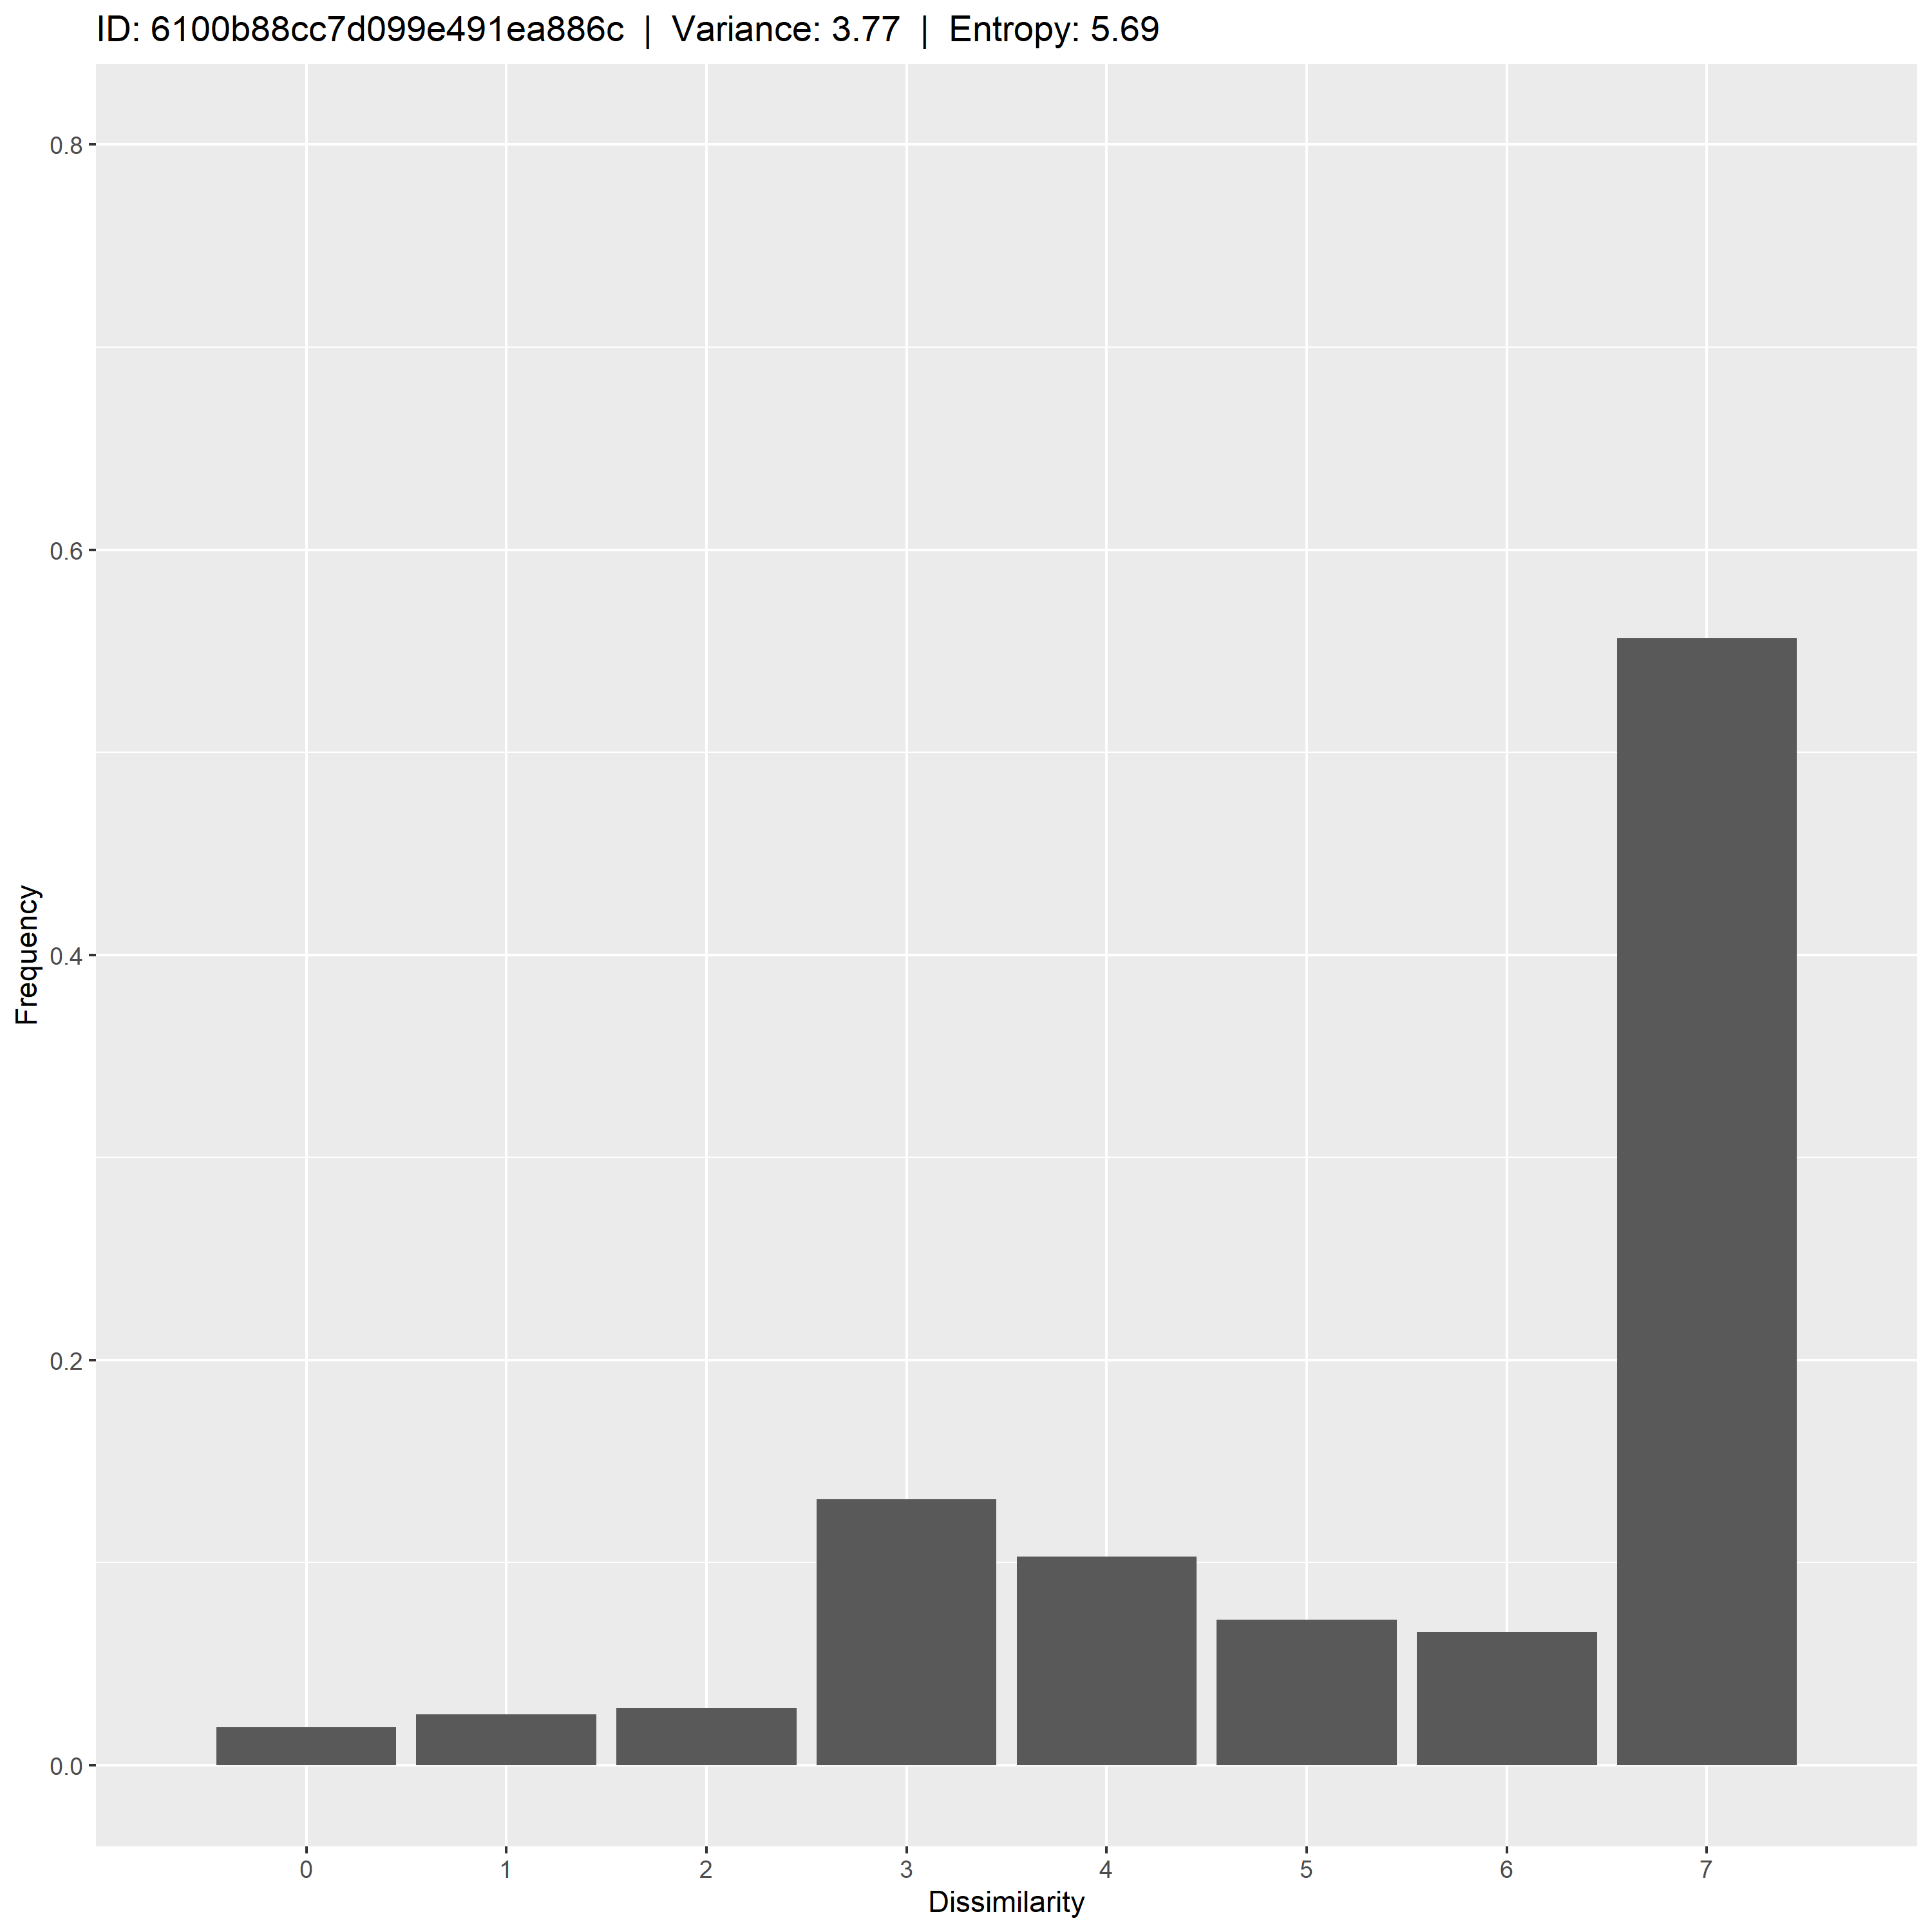 ID: 6100b88cc7d099e491ea886c | Variance: 3.77 | Entropy: 5.69
0.8
0.6
0.4
0.2
0.0
Frequency
0 1 2 3 4 5 6 7
Dissimilarity